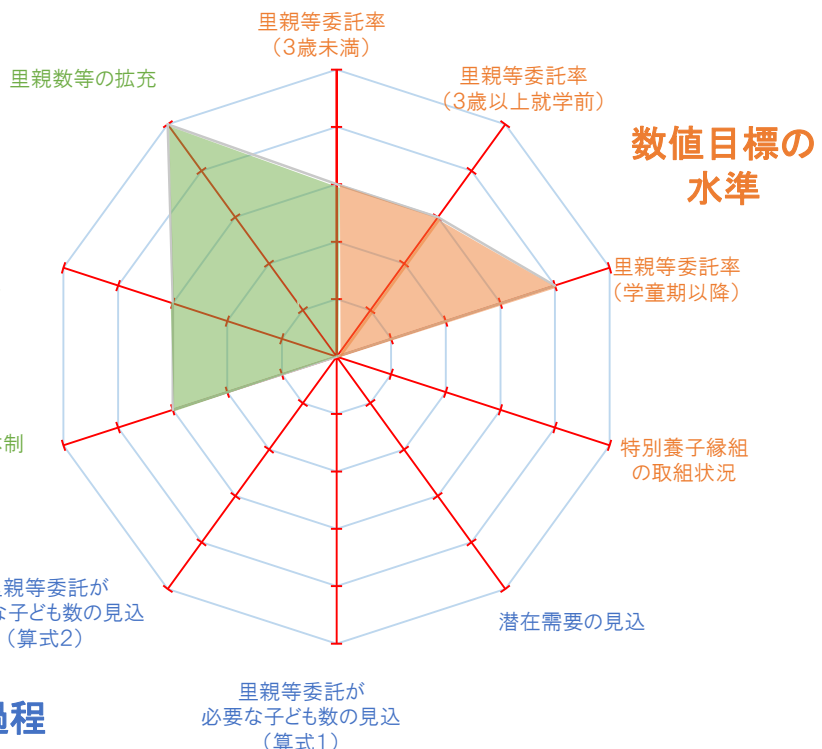 里親等委託率
(3歳未満)
里親数等の拡充
里親等委託率
(3歳以上就学前)
数値目標の
水準
里親等委託率
(学童期以降)
制
特別養子縁組
の取組状況
親等委託が
な子ども数の見込
(算式2)
潜在需要の見込
里親等委託が
必要な子ども数の見込
(算式1)
過程